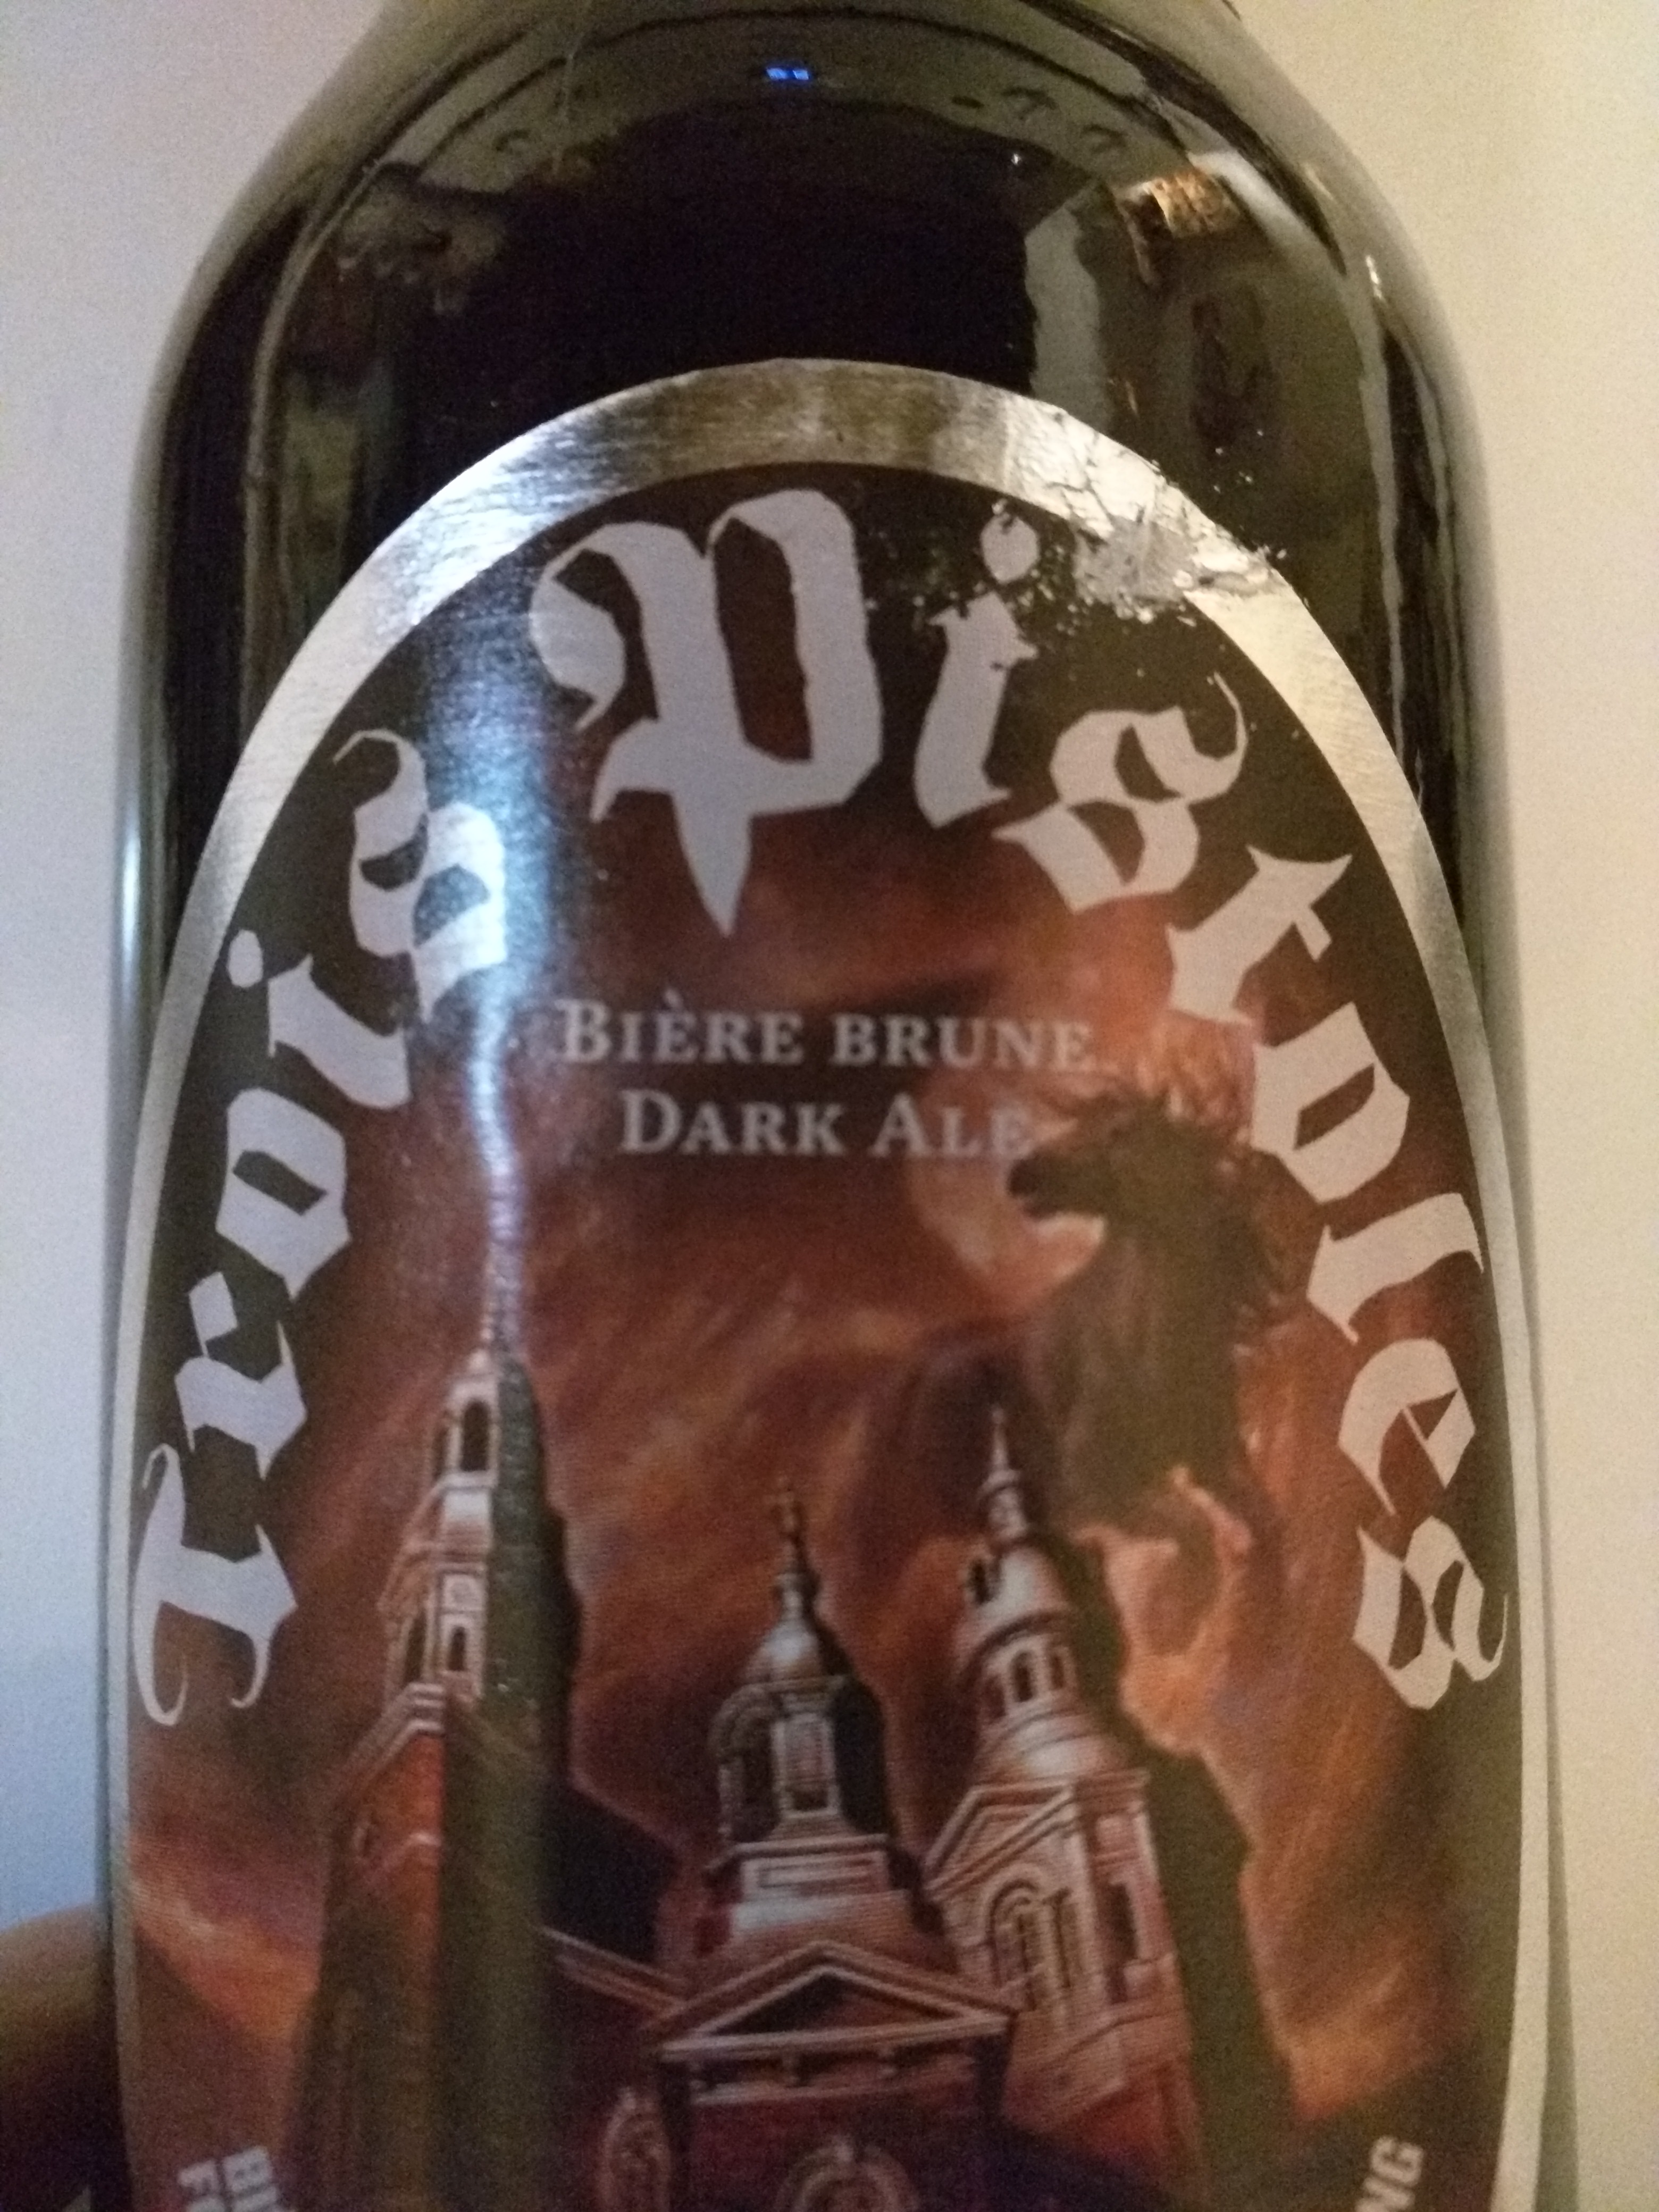 Trois Pistoles
BIÈRE BRUNE
DARK ALE